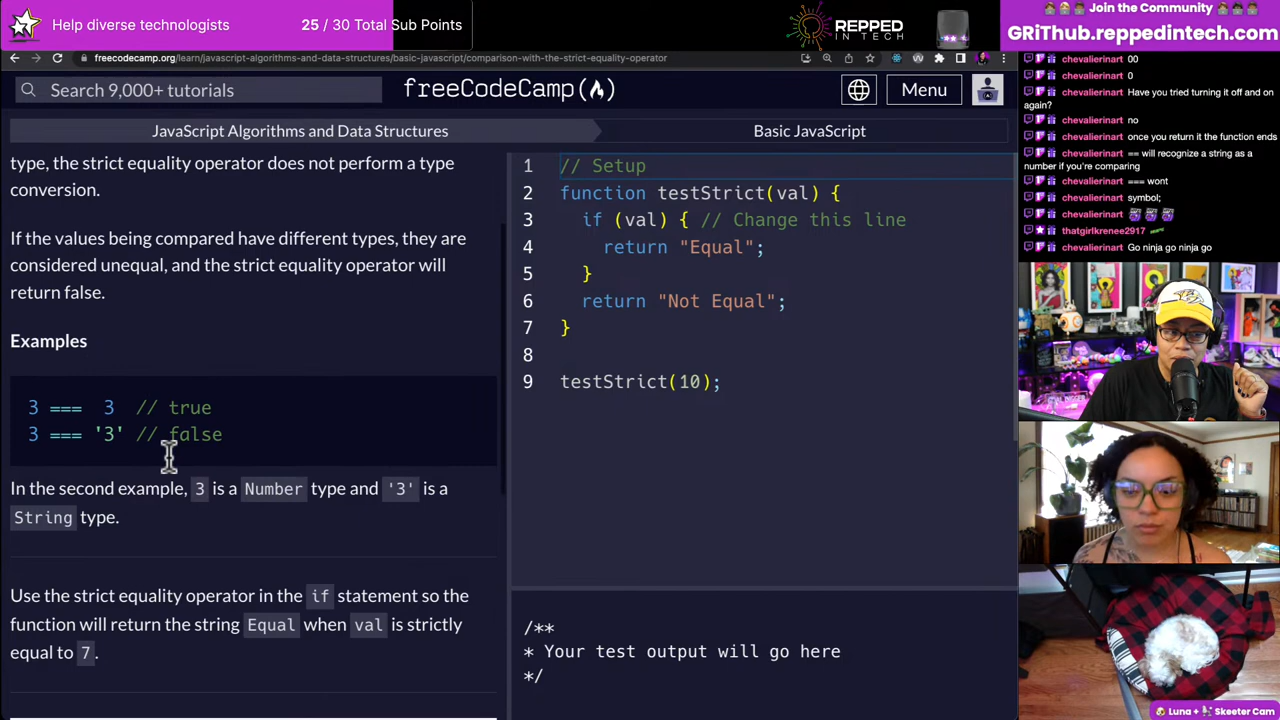 Help diverse technologists
25 / 30 Total Sub Points
REPPED
IN TECH
Join the Community
GRiThub.reppedintech.com
freecodecamp.org/learn/javascript-algorithms-and-data-structures/basic-javascript/comparison-with-the-strict-equality-operator
Search 9,000+ tutorials
freeCodeCamp
Menu
JavaScript Algorithms and Data Structures
Basic JavaScript
type, the strict equality operator does not perform type
conversion.
If the values being compared have different types, they are
considered unequal, and the strict equality operator will
return false.
Examples
3 === 3 // true
3 === '3' // false
In the second example, 3 is a Number type and '3' is a
String type.
Use the strict equality operator in the if statement so the
function will return the string Equal when val is strictly
equal to 7.
1 // Setup
2 function testStrict(val) {
3 if (val) { // Change this line
4 return "Equal";
5 }
6 return "Not Equal";
7 }
8
9 testStrict(10);
/**
* Your test output will go here
*/
chevalierinart 00
chevalierinart 0
chevalierinart Have you tried turning it off and on
again?
chevalierinart no
chevalierinart once you return it the function ends
chevalierinart == will recognize a string as a
number if you're comparing
chevalierinart === wont
chevalierinart symbol;
chevalierinart
thatgirlkrenee2917
chevalierinart Go ninja go ninja go
Luna + Skeeter Cam